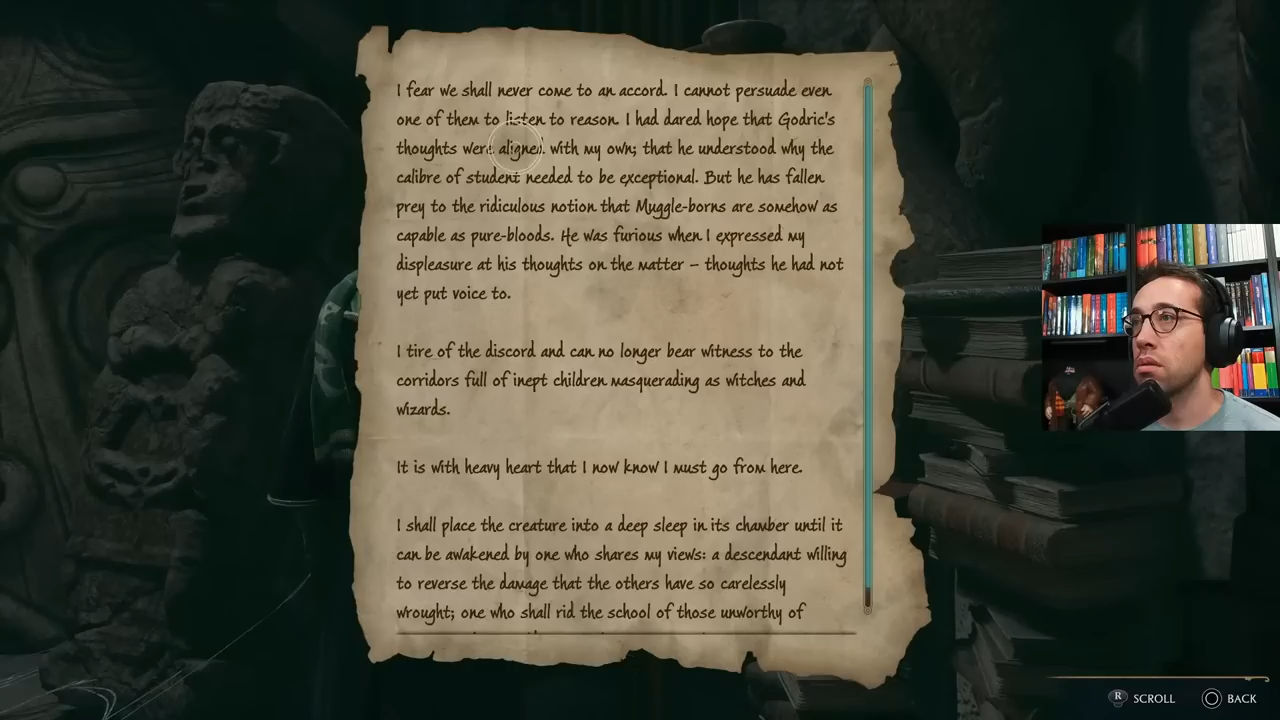 I fear we shall never come to an accord. I cannot persuade even
one of them to listen to reason. I had dared hope that Godric's
thoughts were aligned with my own; that he understood why the
calibre of student needed to be exceptional. But he has fallen
prey to the ridiculous notion that Muggle-borns are somehow as
capable as pure-bloods. He was furious when I expressed my
displeasure at his thoughts on the matter – thoughts he had not
yet put voice to.
I tire of the discord and can no longer bear witness to the
corridors full of inept children masquerading as witches and
wizards.
It is with heavy heart that I now know I must go from here.
I shall place the creature into a deep sleep in its chamber until it
can be awakened by one who shares my views: a descendant willing
to reverse the damage that the others have so carelessly
wrought; one who shall rid the school of those unworthy of
R SCROLL
BACK